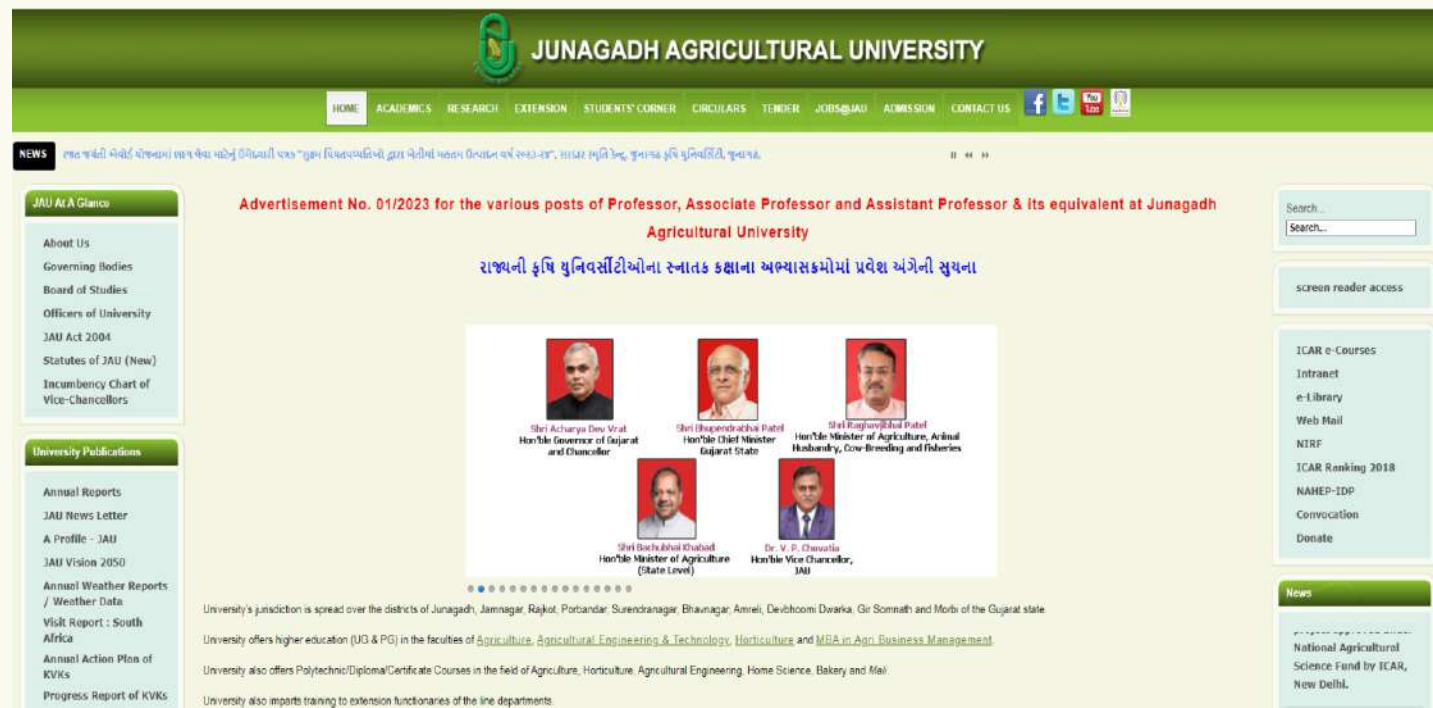 JUNAGADH AGRICULTURAL UNIVERSITY
HOME ACADEMICS RESEARCH EXTENSION STUDENTS' CORNER CIRCULARS TENDER JOBS@JAU ADMISSION CONTACT US
You
Tube
NEWS
JAU At A Glance
About Us
Governing Bodies
Board of Studies
Officers of University
JAU Act 2004
Statutes of JAU (New)
Incumbency Chart of
Vice-Chancellors
University Publications
Annual Reports
JAU News Letter
A Profile - JAU
JAU Vision 2050
Annual Weather Reports
/ Weather Data
Visit Report : South
Africa
Annual Action Plan of
KVKs
Progress Report of KVKs
Advertisement No. 01/2023 for the various posts of Professor, Associate Professor and Assistant Professor & its equivalent at Junagadh
Agricultural University
રાજ્યની કૃષિ યુનિવર્સીટીઓના સ્નાતક કક્ષાના અભ્યાસક્રમોમાં પ્રવેશ અંગેની સુચના
Shri Acharya Dev Vrat
Hon'ble Governor of Gujarat
and Chancellor
Shri Bhupendrabhai Patel
Hon'ble Chief Minister
Gujarat State
Shri Raghavjibhai Patel
Hon'ble Minister of Agriculture, Animal
Husbandry, Cow-Breeding and Fisheries
Shri Bachubhai Khabad
Hon'ble Minister of Agriculture
(State Level)
Dr. V. P. Chovatia
Hon'ble Vice Chancellor,
JAU
University's jurisdiction is spread over the districts of Junagadh, Jamnagar, Rajkot, Porbandar, Surendranagar, Bhavnagar, Amreli, Devbhoomi Dwarka, Gir Somnath and Morbi of the Gujarat state.
University offers higher education (UG & PG) in the faculties of Agriculture, Agricultural Engineering & Technology, Horticulture and MBA in Agri Business Management.
University also offers Polytechnic/Diploma/Certificate Courses in the field of Agriculture, Horticulture, Agricultural Engineering, Home Science, Bakery and Mali.
University also imparts training to extension functionaries of the line departments.
Search...
Search...
screen reader access
ICAR e-Courses
Intranet
e-Library
Web Mail
NIRF
ICAR Ranking 2018
NAHEP-IDP
Convocation
Donate
News
National Agricultural
Science Fund by ICAR,
New Delhi.